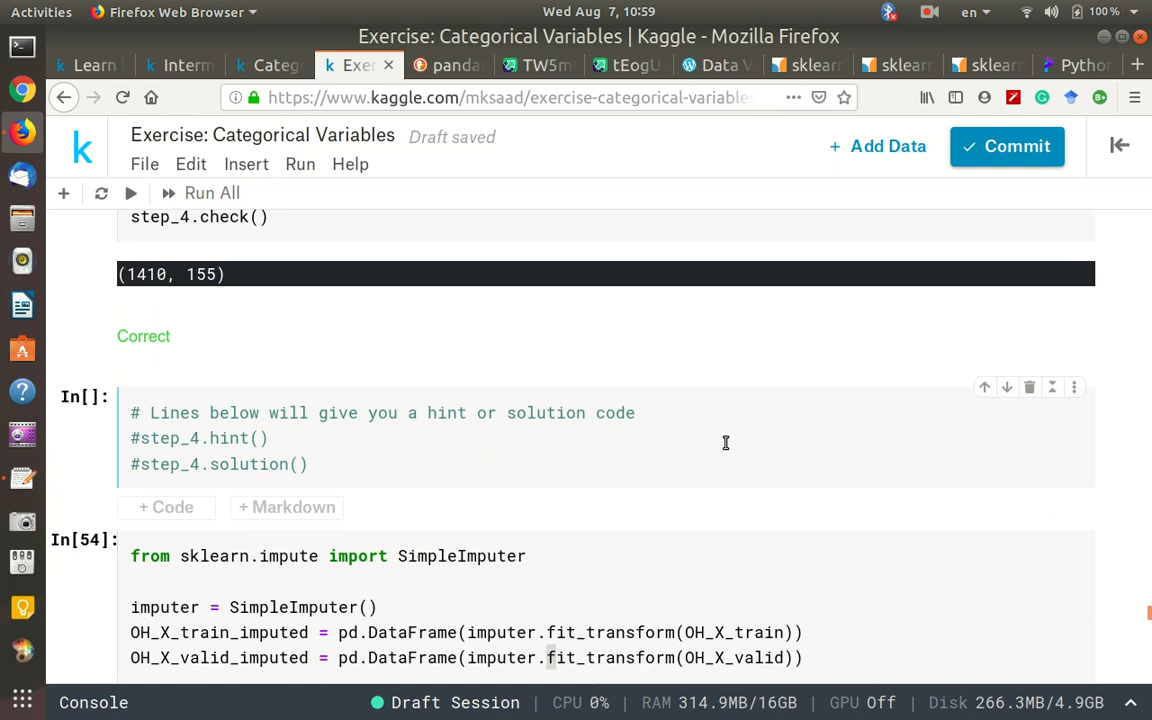 Activities
Firefox Web Browser
Wed Aug 7, 10:59
en
100 %
Exercise: Categorical Variables | Kaggle - Mozilla Firefox
Learn
Interm
Categ
Exer
panda
TW5m
tEogU
Data V
sklear
sklear
sklear
Pytho
https://www.kaggle.com/mksaad/exercise-categorical-variable
k
Exercise: Categorical Variables
Draft saved
File
Edit
Insert
Run
Help
+ Add Data
Commit
+
Run All
step_4.check()
(1410, 155)
Correct
In[]:
# Lines below will give you a hint or solution code
#step_4.hint()
#step_4.solution()
+ Code
+ Markdown
In[54]:
from sklearn.impute import SimpleImputer
imputer = SimpleImputer()
OH_X_train_imputed = pd.DataFrame(imputer.fit_transform(OH_X_train))
OH_X_valid_imputed = pd.DataFrame(imputer.fit_transform(OH_X_valid))
Console
Draft Session | CPU 0% | RAM 314.9MB/16GB | GPU Off | Disk 266.3MB/4.9GB